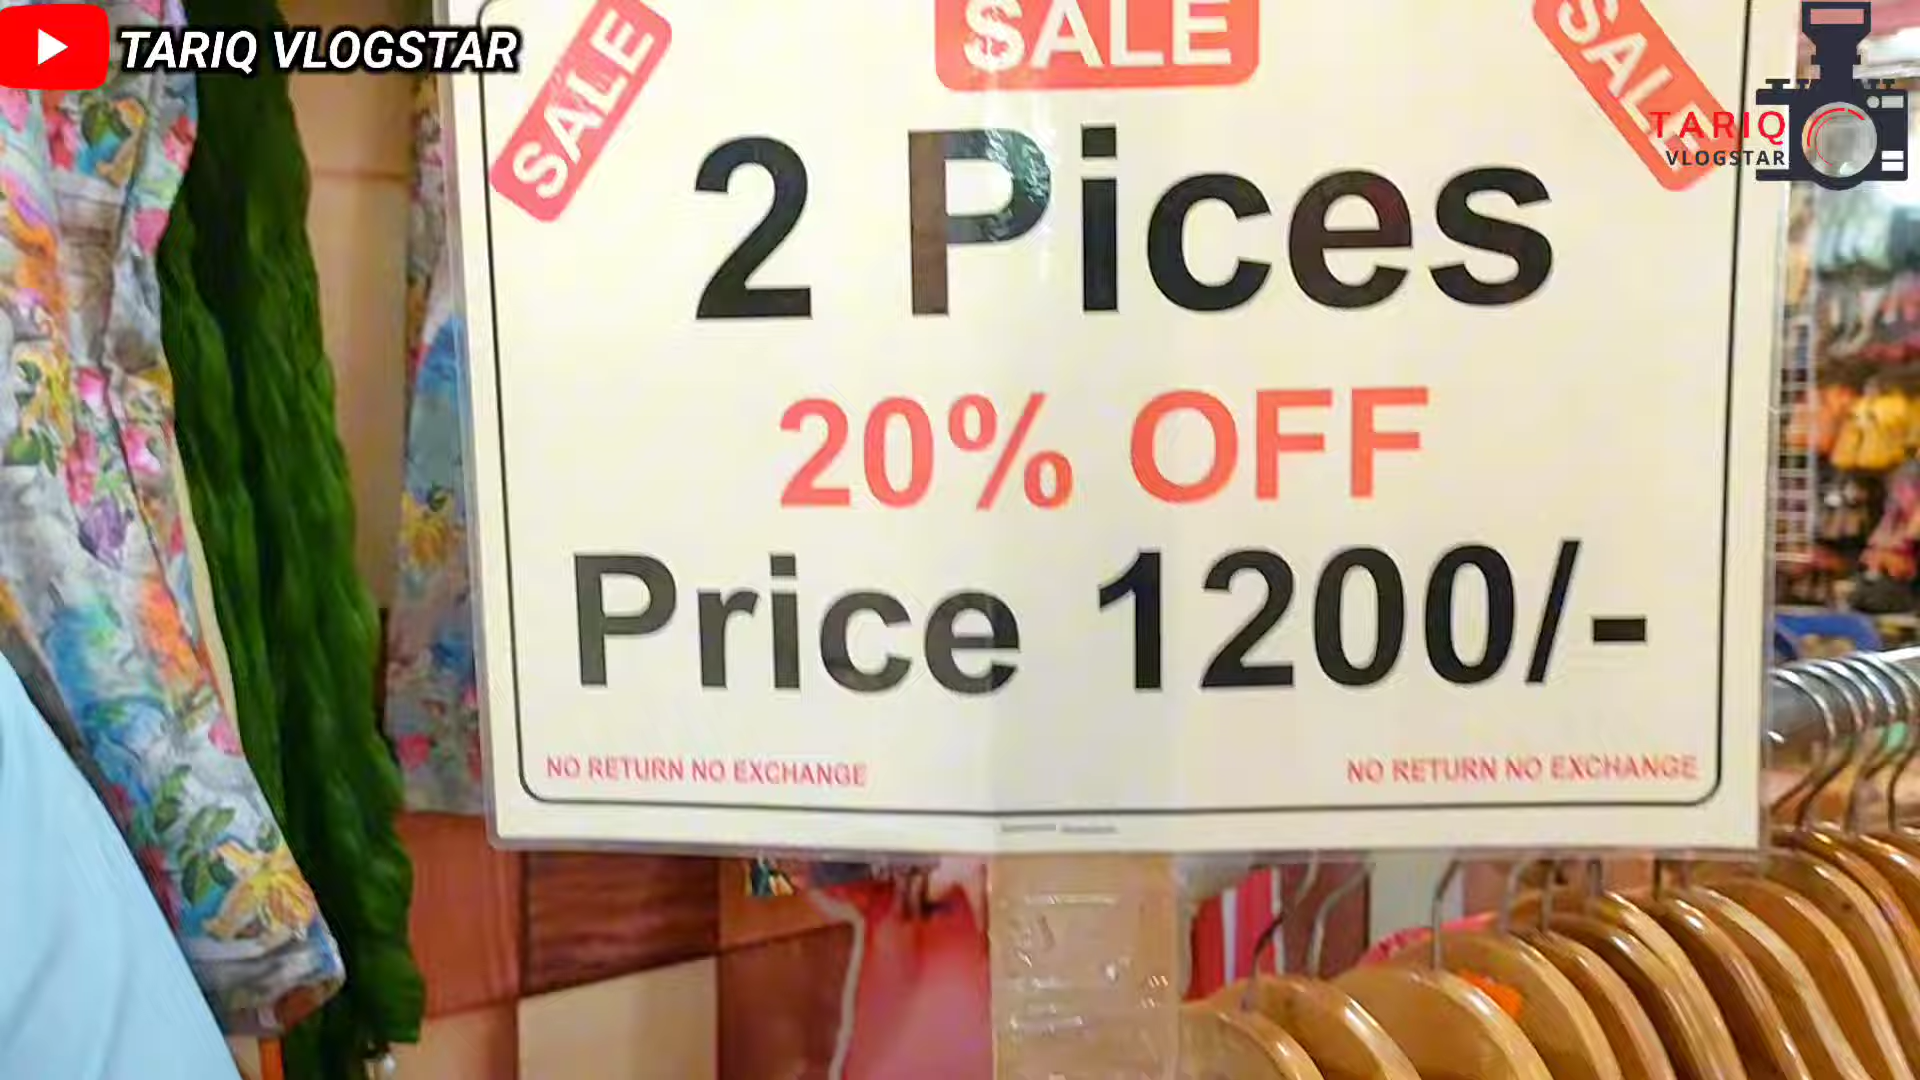 TARIQ VLOGSTAR
SALE
SALE
SALE
TARIQ
VLOGSTAR
2 Pices
20% OFF
Price 1200/-
NO RETURN NO EXCHANGE
NO RETURN NO EXCHANGE